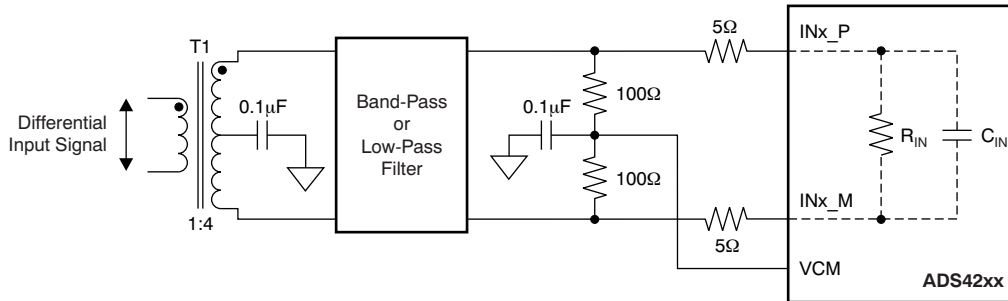 T1
Differential
Input Signal
0.1μF
1:4
Band-Pass
or
Low-Pass
Filter
0.1μF
100Ω
100Ω
5Ω
5Ω
INx_P
R_IN
C_IN
INx_M
VCM
ADS42xx